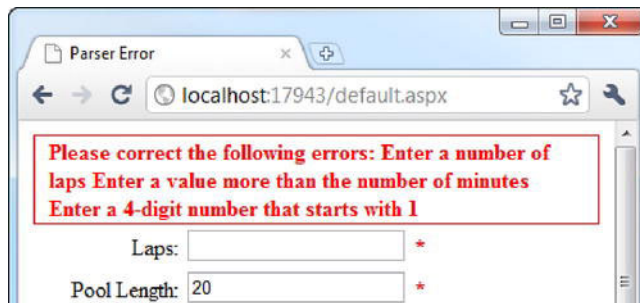 Parser Error
localhost:17943/default.aspx
Please correct the following errors: Enter a number of
laps Enter a value more than the number of minutes
Enter a 4-digit number that starts with 1
Laps: *
Pool Length: 20 *